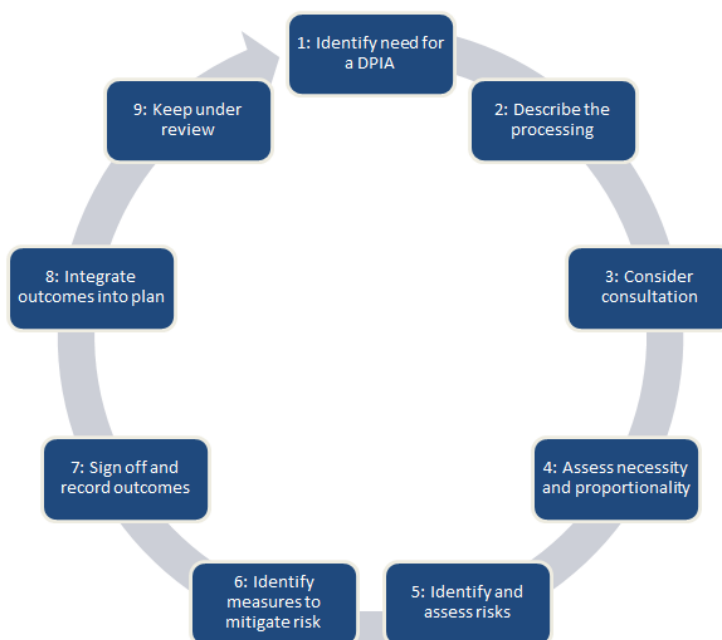 1: Identify need for
a DPIA
2: Describe the
processing
3: Consider
consultation
4: Assess necessity
and proportionality
5: Identify and
assess risks
6: Identify
measures to
mitigate risk
7: Sign off and
record outcomes
8: Integrate
outcomes into plan
9: Keep under
review